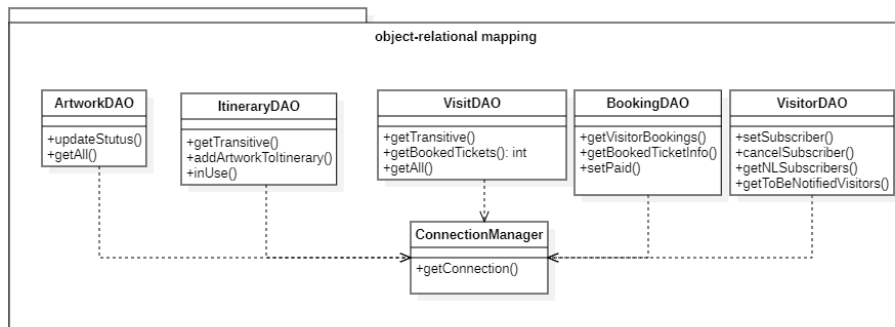 object-relational mapping
ArtworkDAO
+updateStutus()
+getAll()
ItineraryDAO
+getTransitive()
+addArtworkToItinerary()
+inUse()
VisitDAO
+getTransitive()
+getBookedTickets(): int
+getAll()
BookingDAO
+getVisitorBookings()
+getBookedTicketInfo()
+setPaid()
VisitorDAO
+setSubscriber()
+cancelSubscriber()
+getNLSubscribers()
+getToBeNotifiedVisitors()
ConnectionManager
+getConnection()